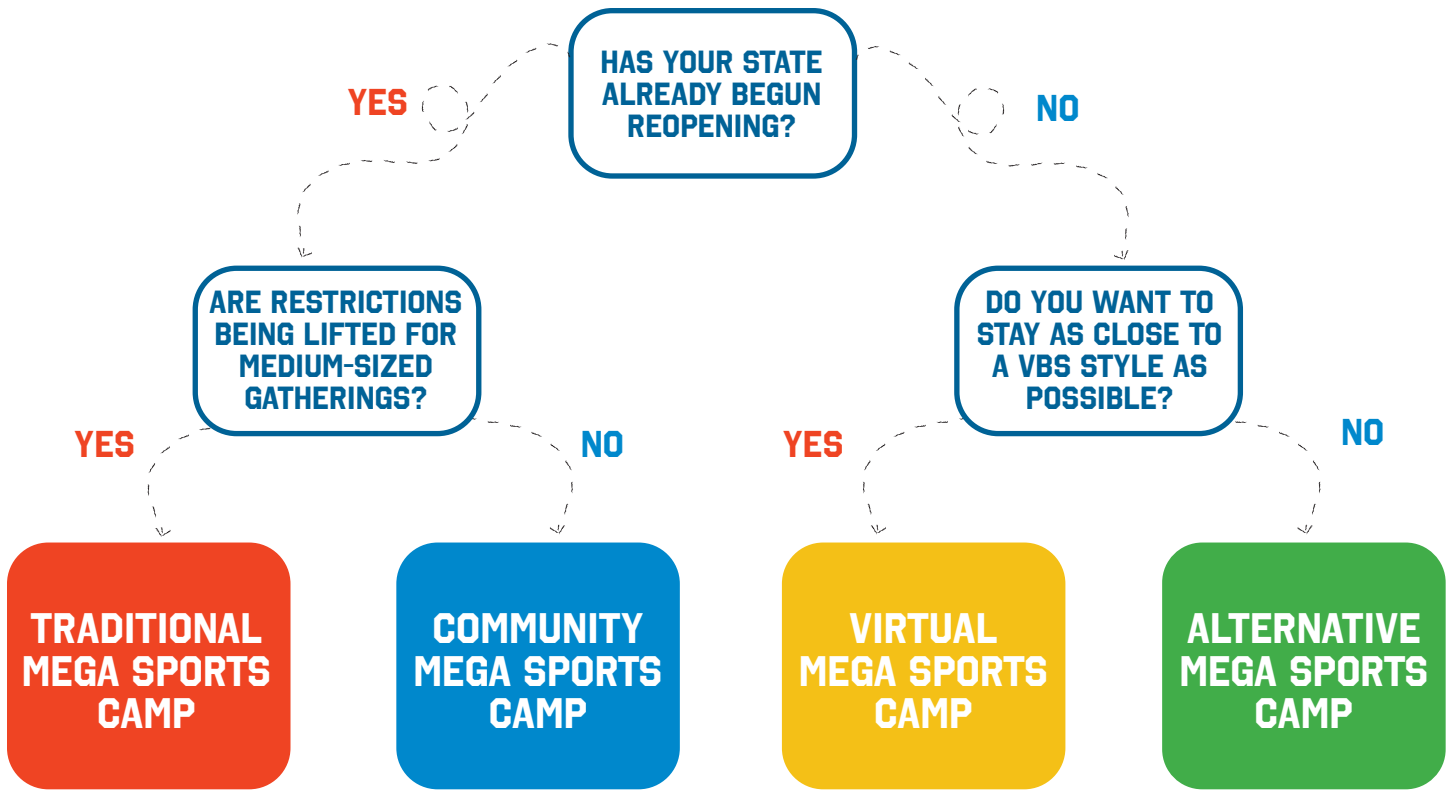 HAS YOUR STATE
ALREADY BEGUN
REOPENING?
YES
NO
ARE RESTRICTIONS
BEING LIFTED FOR
MEDIUM-SIZED
GATHERINGS?
DO YOU WANT TO
STAY AS CLOSE TO
A VBS STYLE AS
POSSIBLE?
YES
NO
YES
NO
TRADITIONAL
MEGA SPORTS
CAMP
COMMUNITY
MEGA SPORTS
CAMP
VIRTUAL
MEGA SPORTS
CAMP
ALTERNATIVE
MEGA SPORTS
CAMP